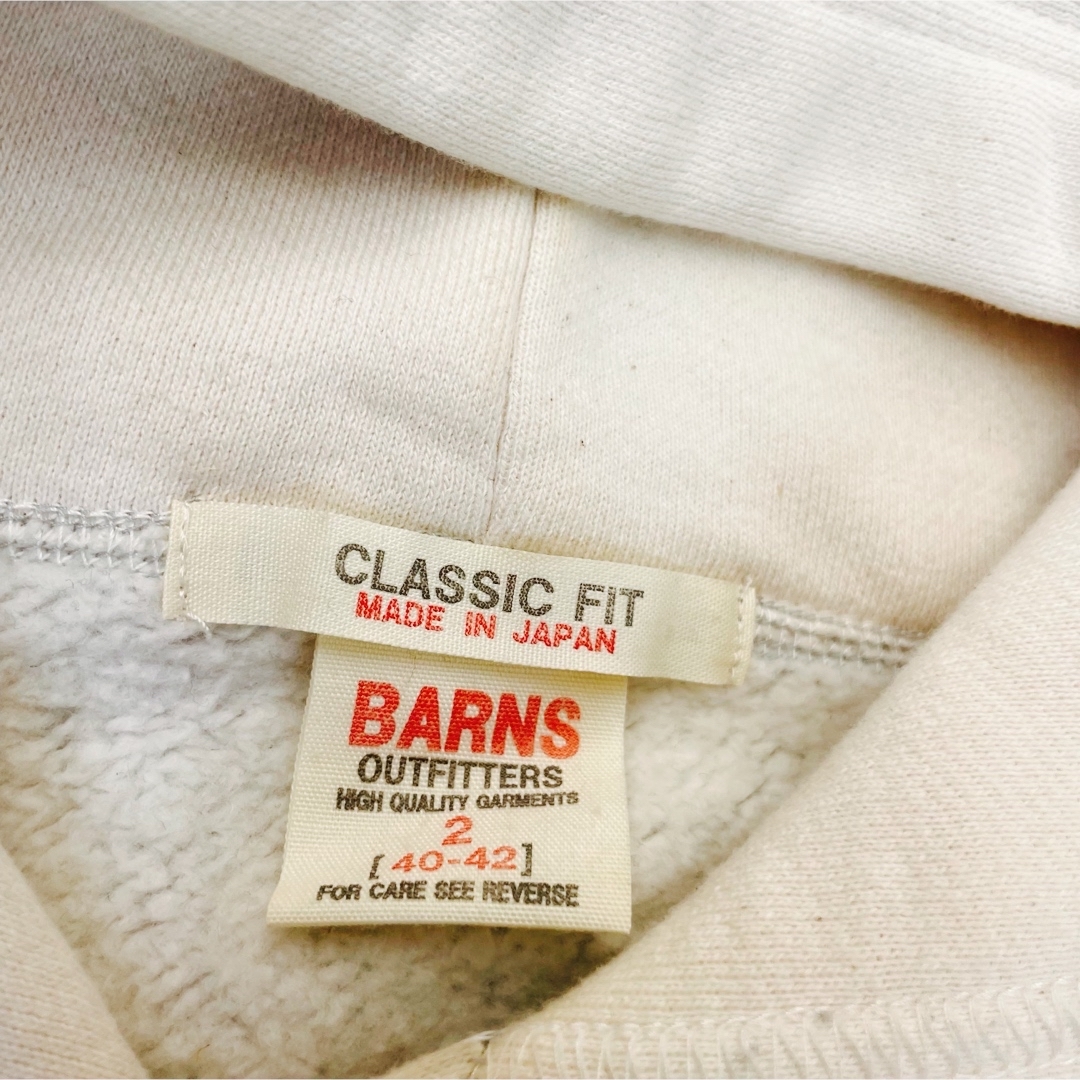 CLASSIC FIT
MADE IN JAPAN
BARNS
OUTFITTERS
HIGH QUALITY GARMENTS
2
[ 40-42 ]
FOR CARE SEE REVERSE